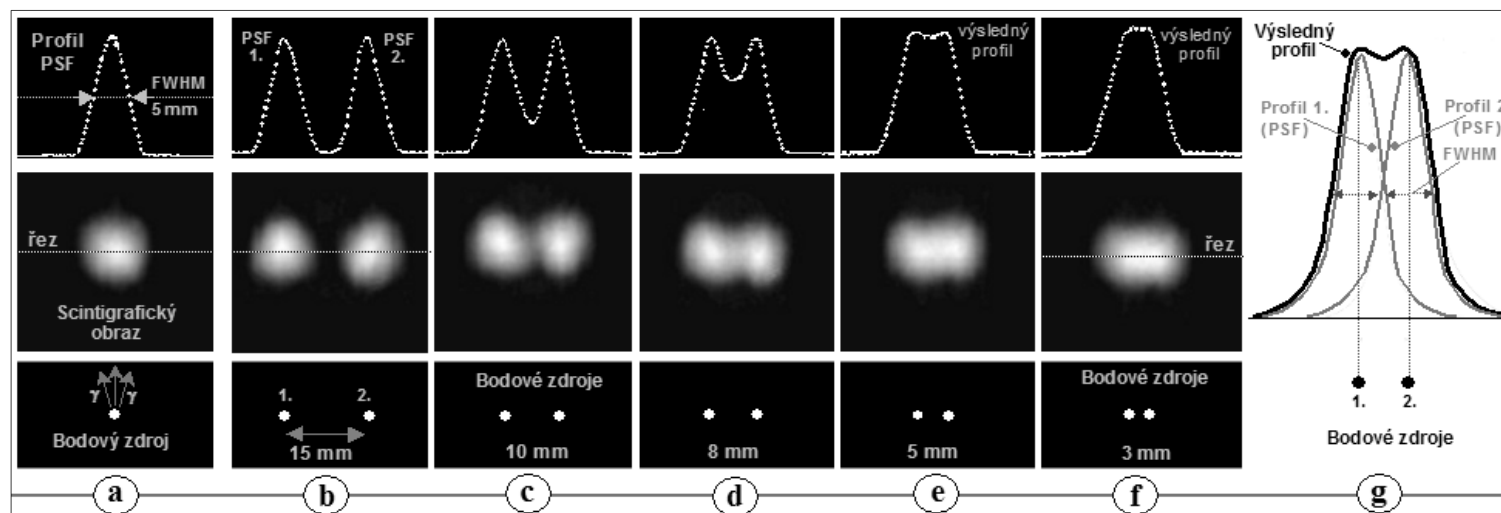 Profil
PSF
FWHM
5 mm
řez
Scintigrafický
obraz
γ γ
Bodový zdroj
a
PSF
1.
PSF
2.
1. 2.
15 mm
b
Bodové zdroje
10 mm
c
8 mm
d
výsledný
profil
5 mm
e
výsledný
profil
řez
Bodové zdroje
3 mm
f
Výsledný
profil
Profil 1.
(PSF)
Profil 2
(PSF)
FWHM
1. 2.
Bodové zdroje
g